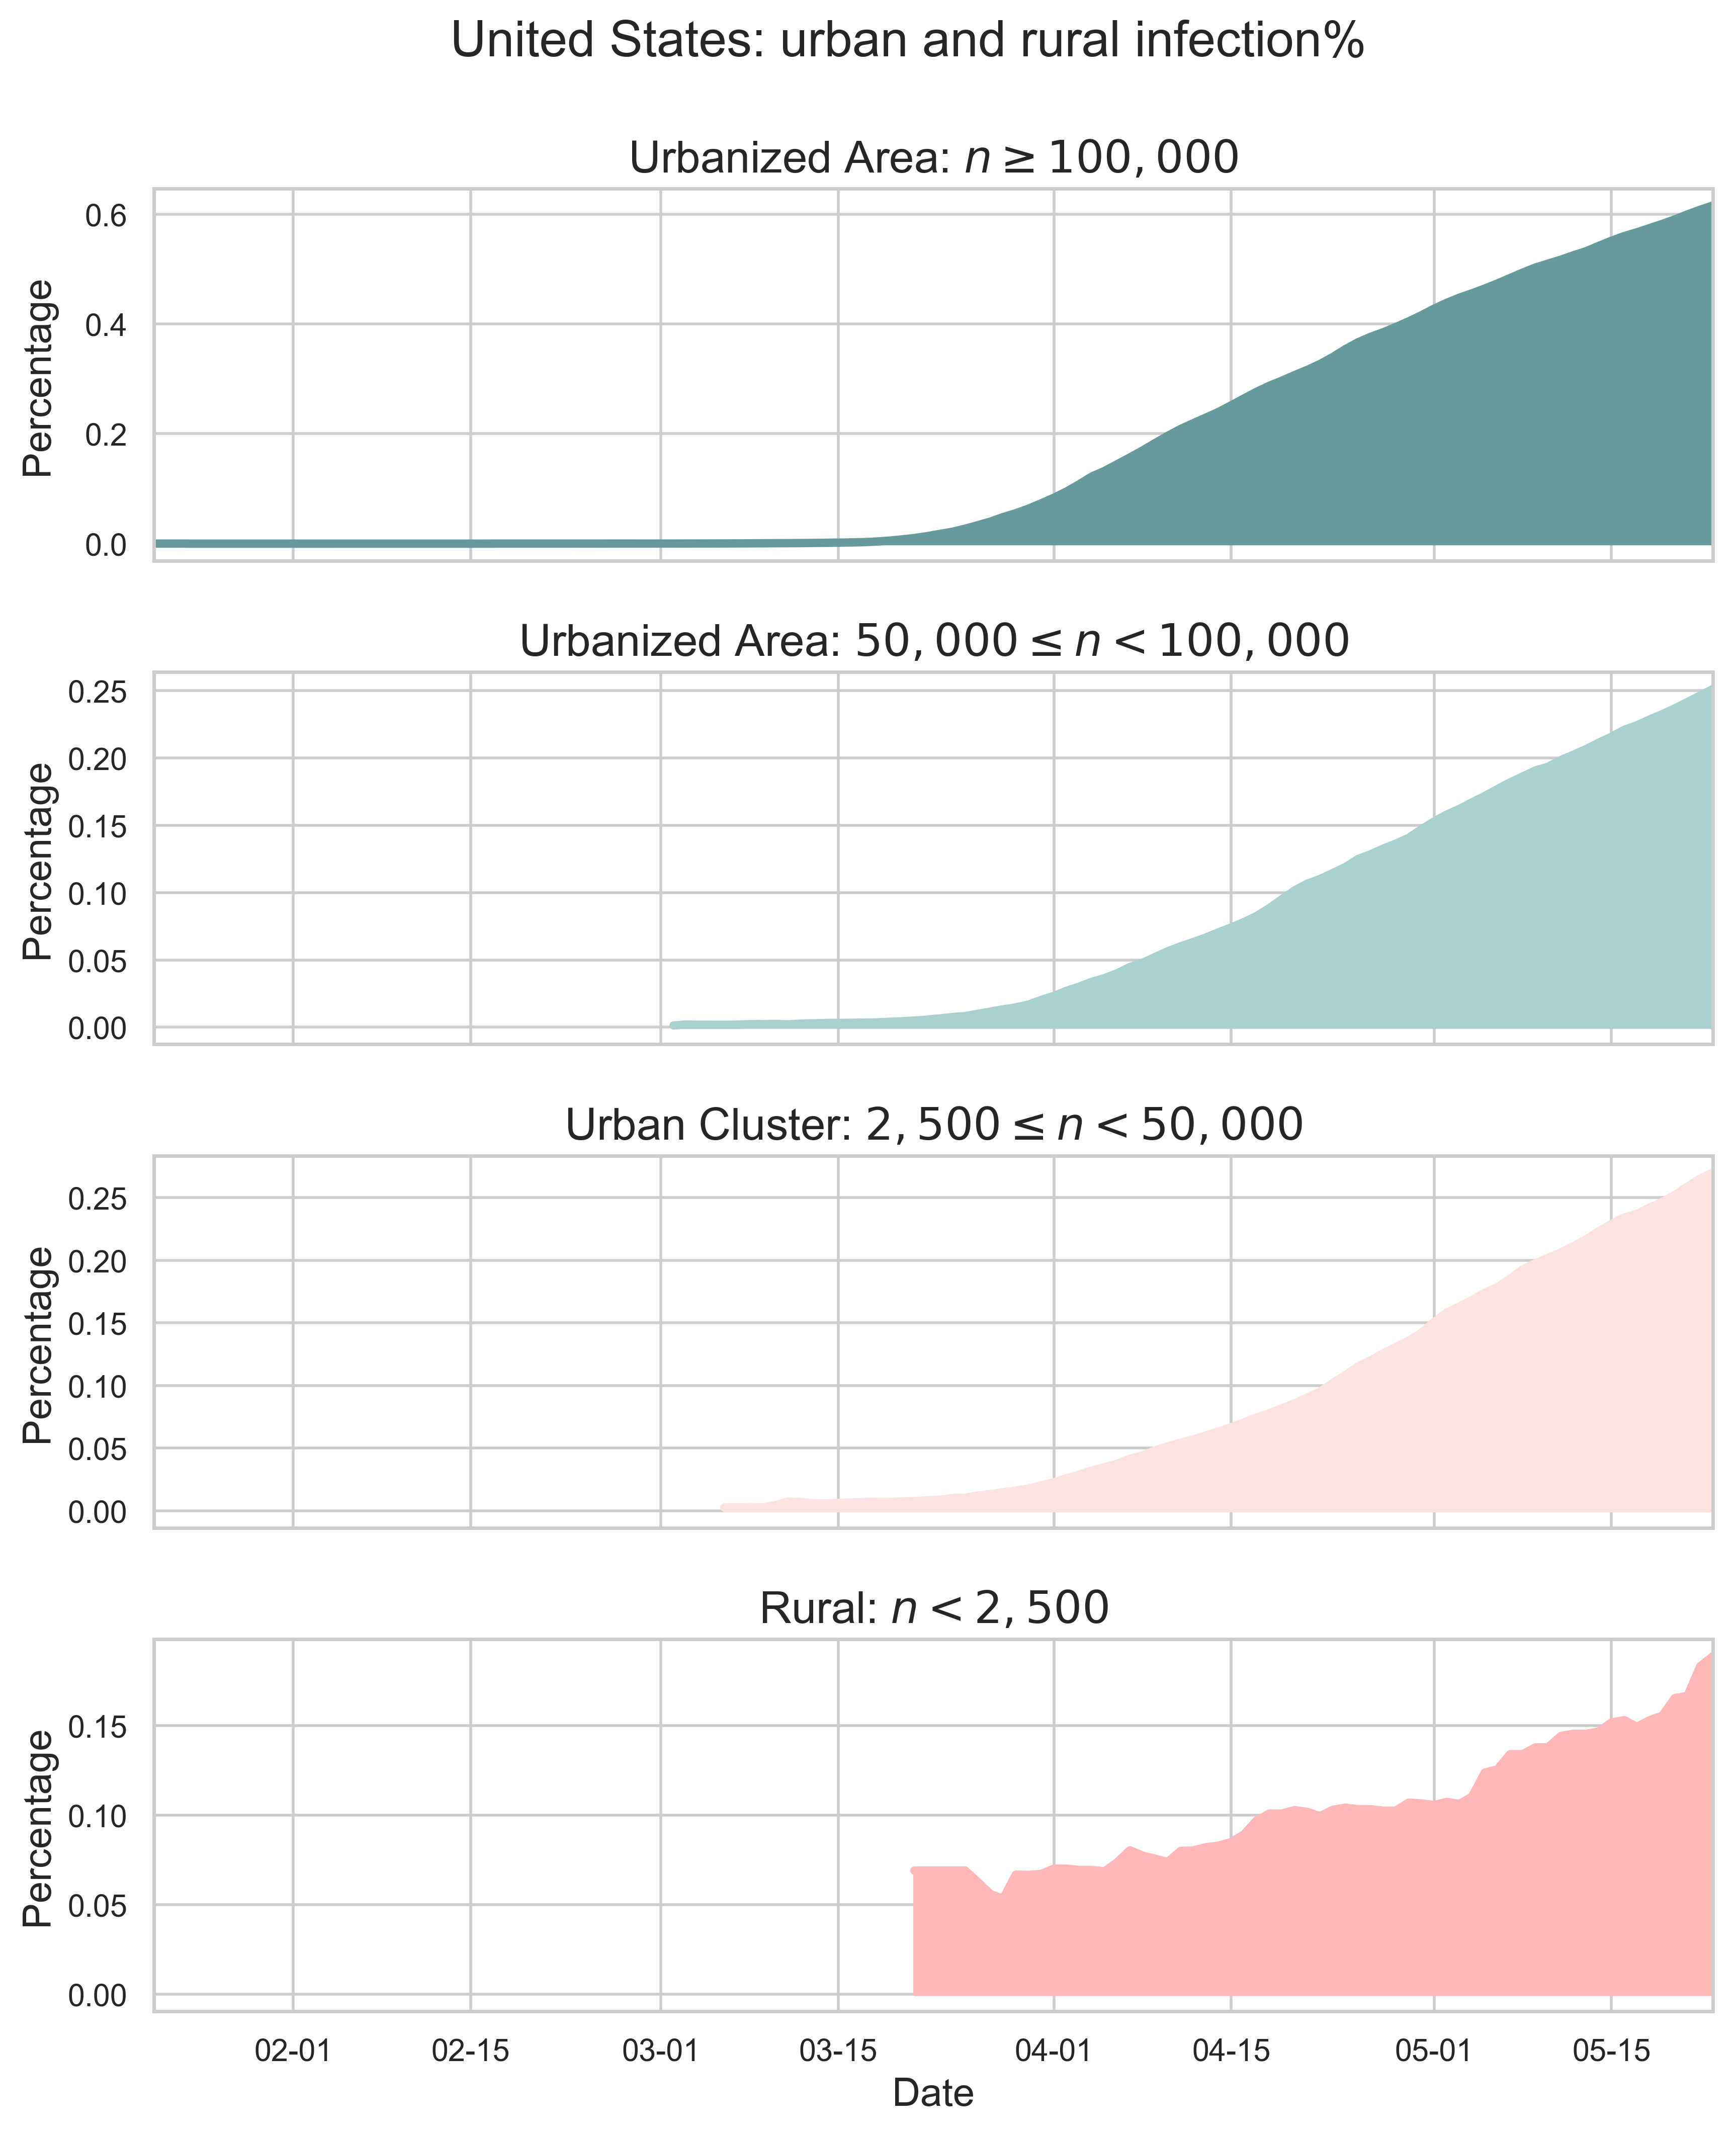 United States: urban and rural infection%
Urbanized Area: n ≥ 100,000
0.6
0.4
0.2
0.0
Percentage
Urbanized Area: 50,000 ≤ n < 100,000
0.25
0.20
0.15
0.10
0.05
0.00
Percentage
Urban Cluster: 2,500 ≤ n < 50,000
0.25
0.20
0.15
0.10
0.05
0.00
Percentage
Rural: n < 2,500
0.15
0.10
0.05
0.00
Percentage
02-01 02-15 03-01 03-15 04-01 04-15 05-01 05-15
Date